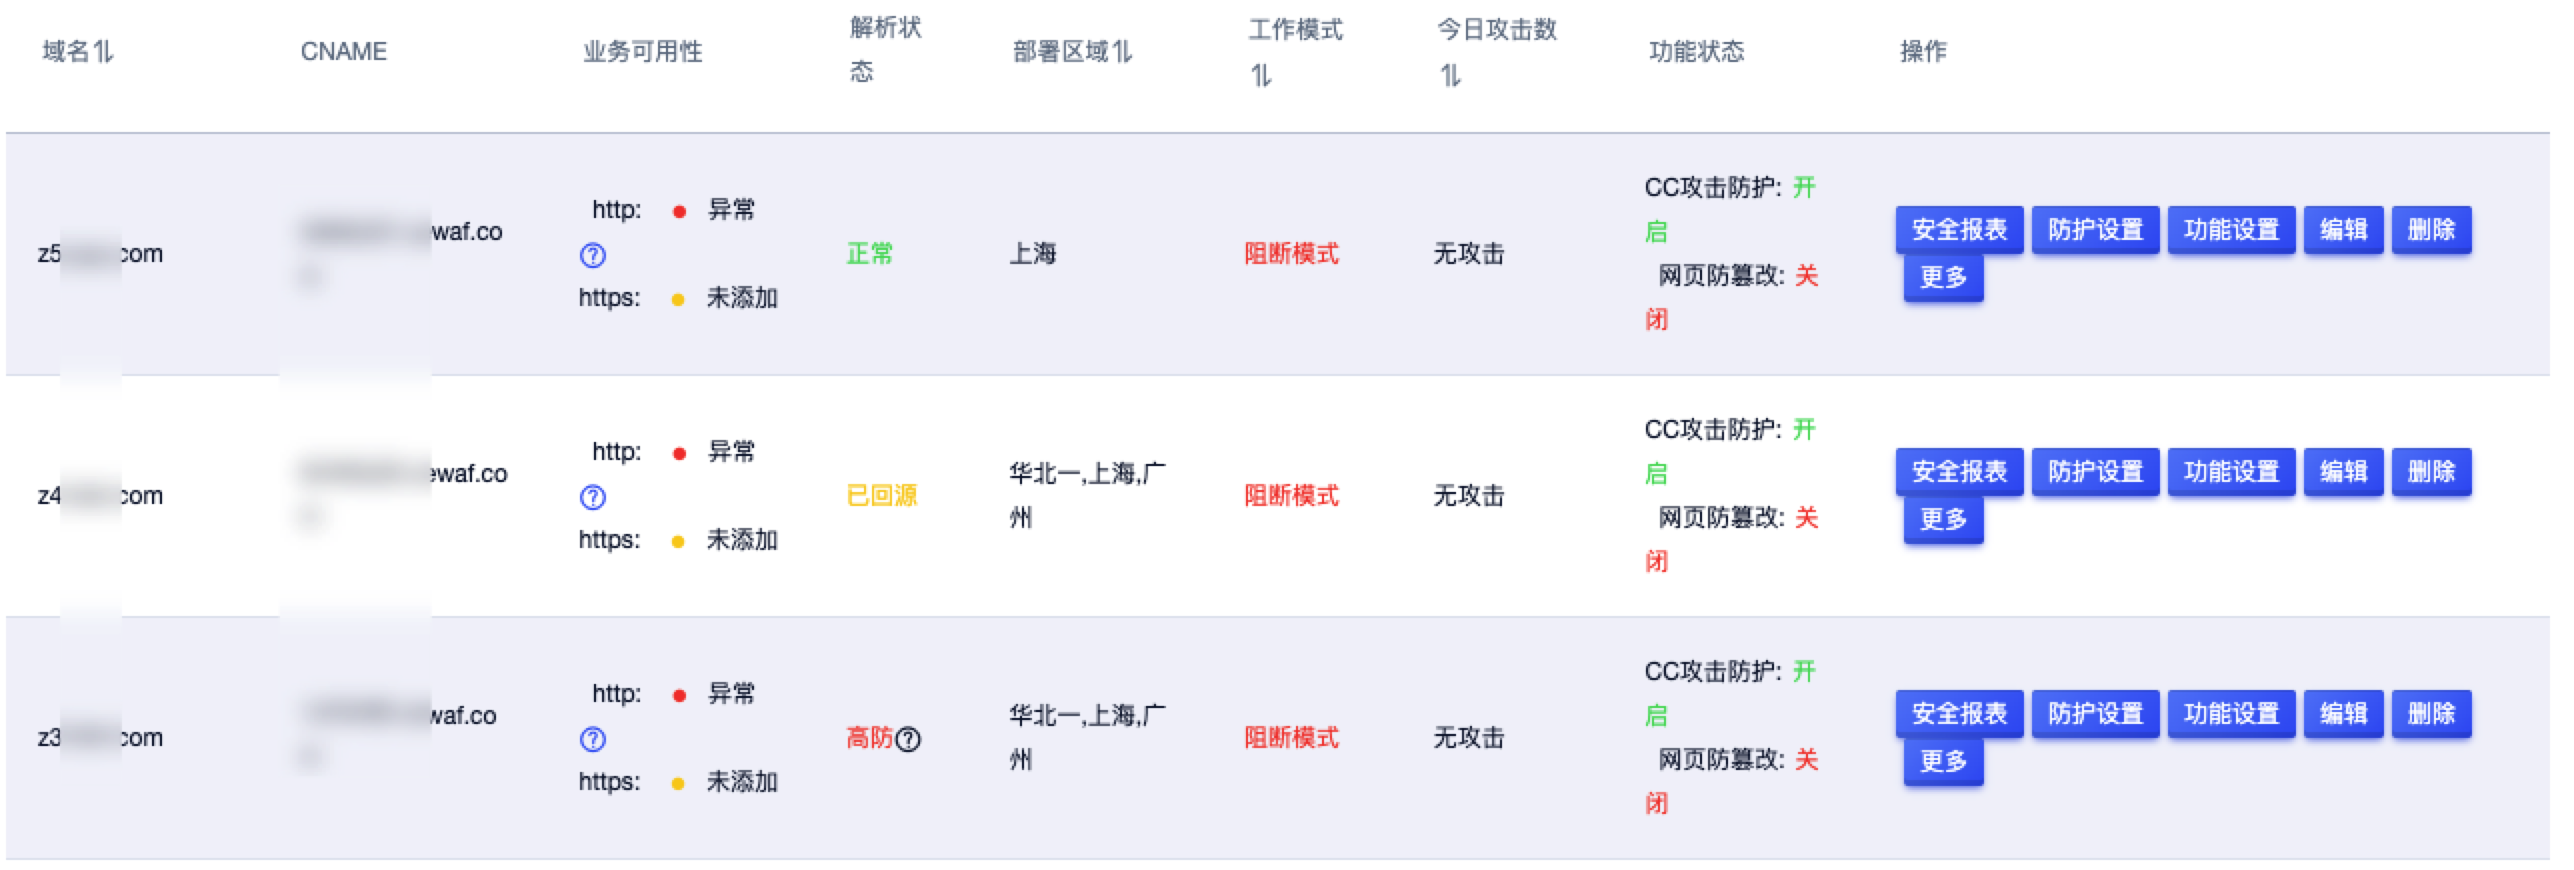 域名 CNAME 业务可用性 解析状态 部署区域 工作模式 今日攻击数 功能状态 操作
z5 com
waf.co
http: 异常
https: 未添加
正常
上海
阻断模式
无攻击
CC攻击防护: 开
启
网页防篡改: 关
闭
安全报表 防护设置 功能设置 编辑 删除
更多
z4 com
ewaf.co
http: 异常
https: 未添加
已回源
华北一,上海,广
州
阻断模式
无攻击
CC攻击防护: 开
启
网页防篡改: 关
闭
安全报表 防护设置 功能设置 编辑 删除
更多
z3 com
waf.co
http: 异常
https: 未添加
高防
华北一,上海,广
州
阻断模式
无攻击
CC攻击防护: 开
启
网页防篡改: 关
闭
安全报表 防护设置 功能设置 编辑 删除
更多